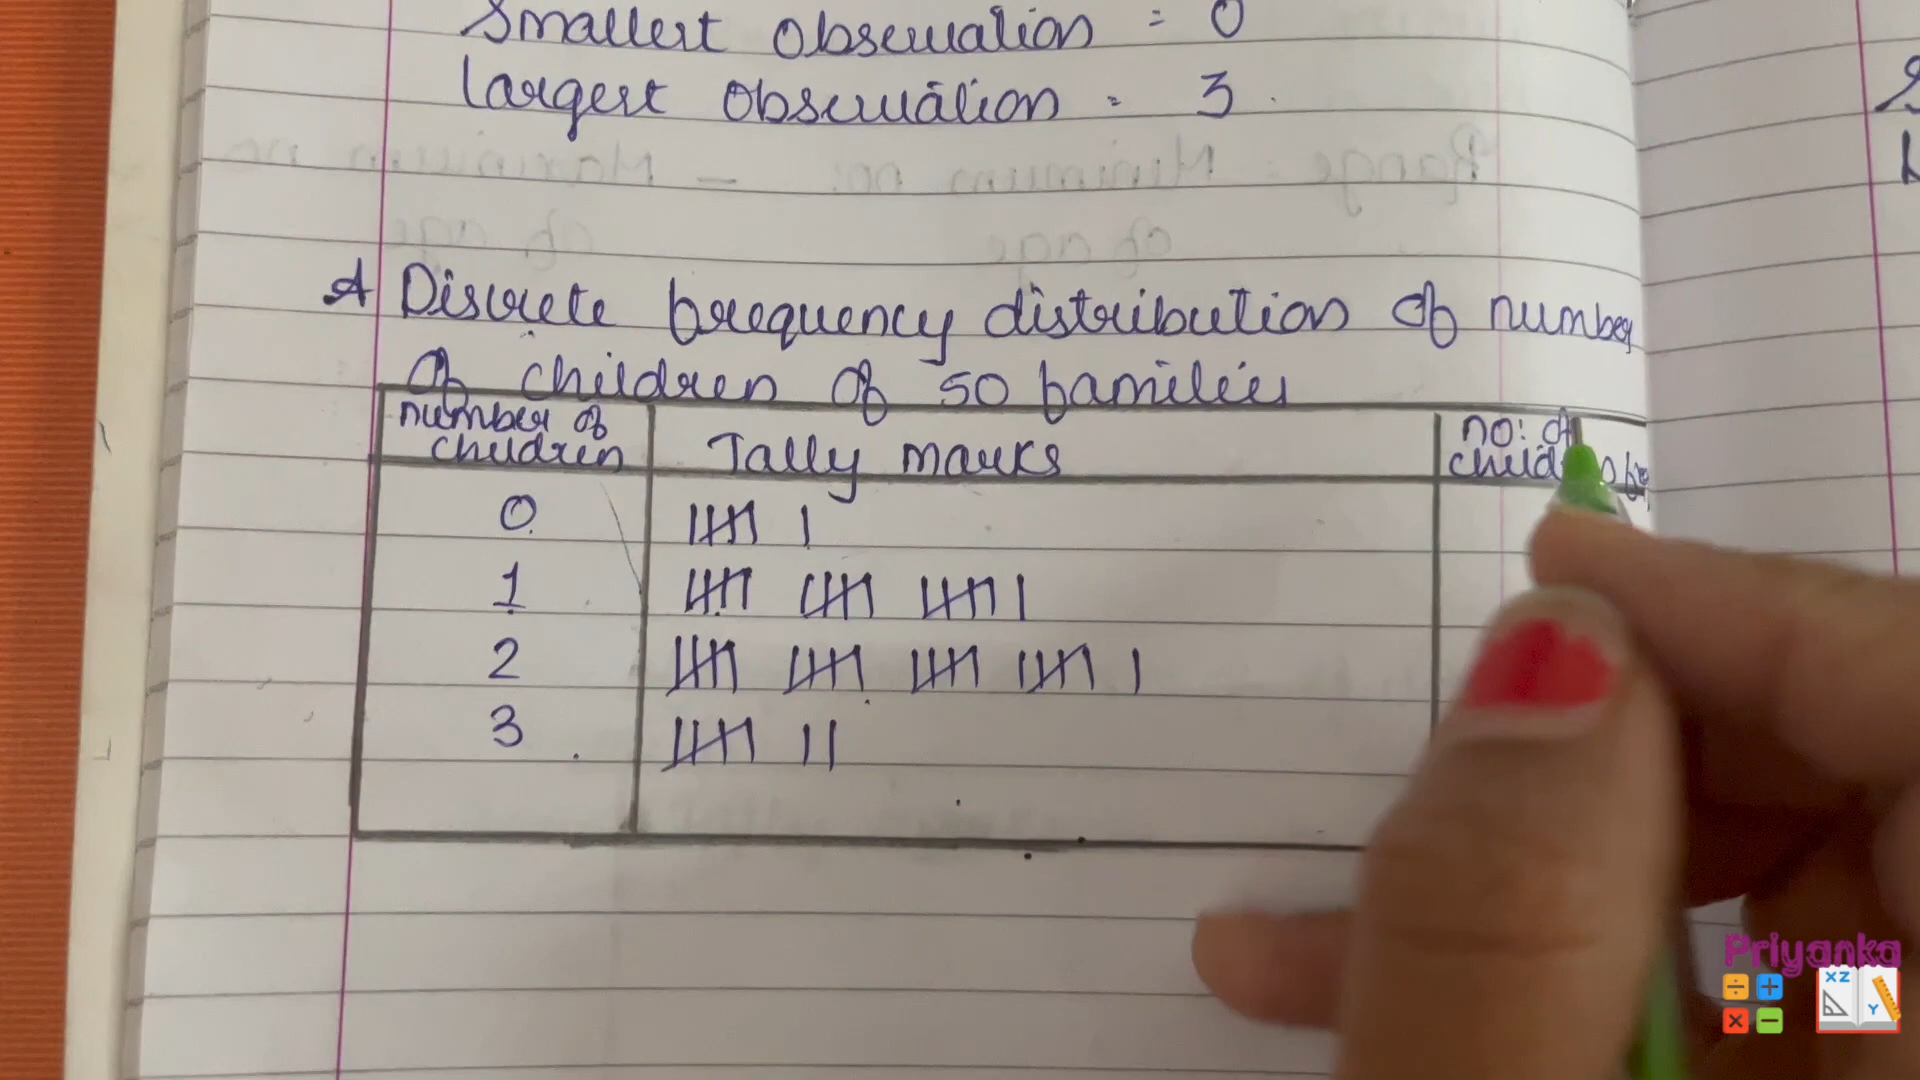 Smallest observation = 0
largest observation = 3
A Discrete frequency distribution of number
of children of 50 families
number of children
Tally marks
no: of
0
1
2
3
Priyanka
XZ
Y